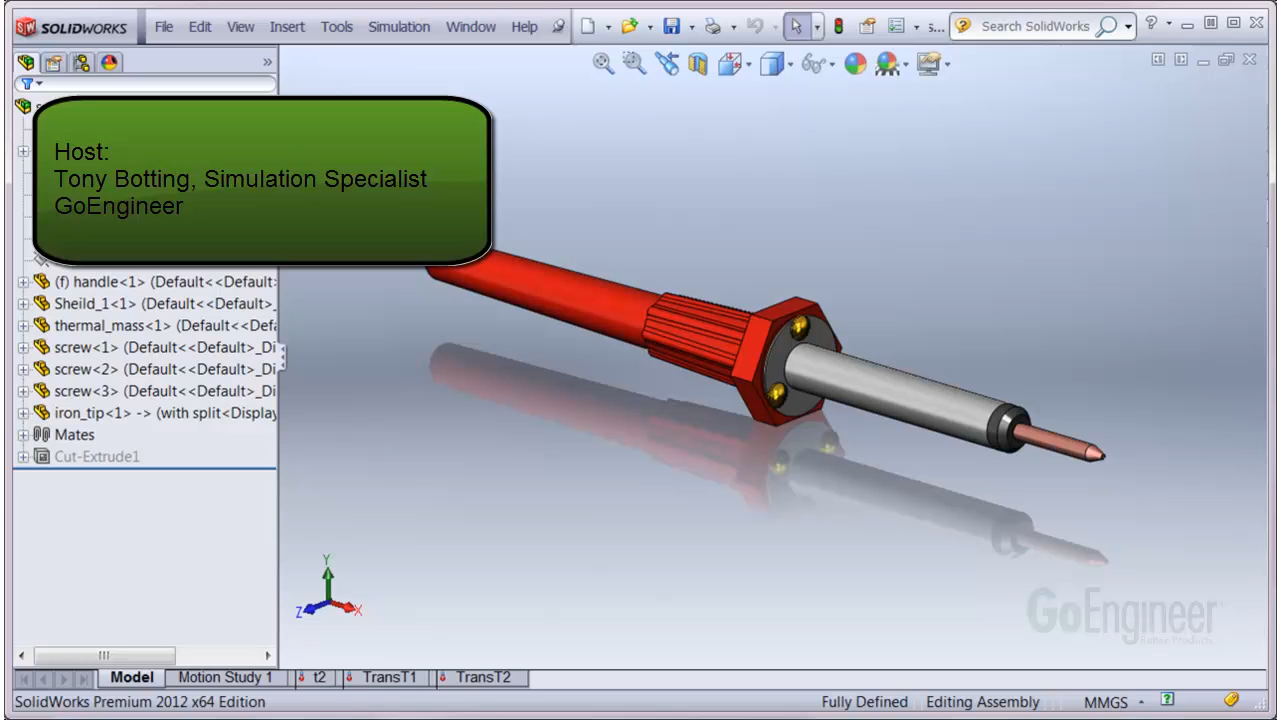 SOLIDWORKS File Edit View Insert Tools Simulation Window Help s... Search SolidWorks
Host:
Tony Botting, Simulation Specialist
GoEngineer
(f) handle<1> (Default<<Default>
Sheild_1<1> (Default<<Default>_
thermal_mass<1> (Default<<Defa
screw<1> (Default<<Default>_Di
screw<2> (Default<<Default>_Di
screw<3> (Default<<Default>_Di
iron_tip<1> -> (with split<Display
Mates
Cut-Extrude1
Y
Z X
GoEngineer
Model Motion Study 1 t2 TransT1 TransT2
SolidWorks Premium 2012 x64 Edition Fully Defined Editing Assembly MMGS